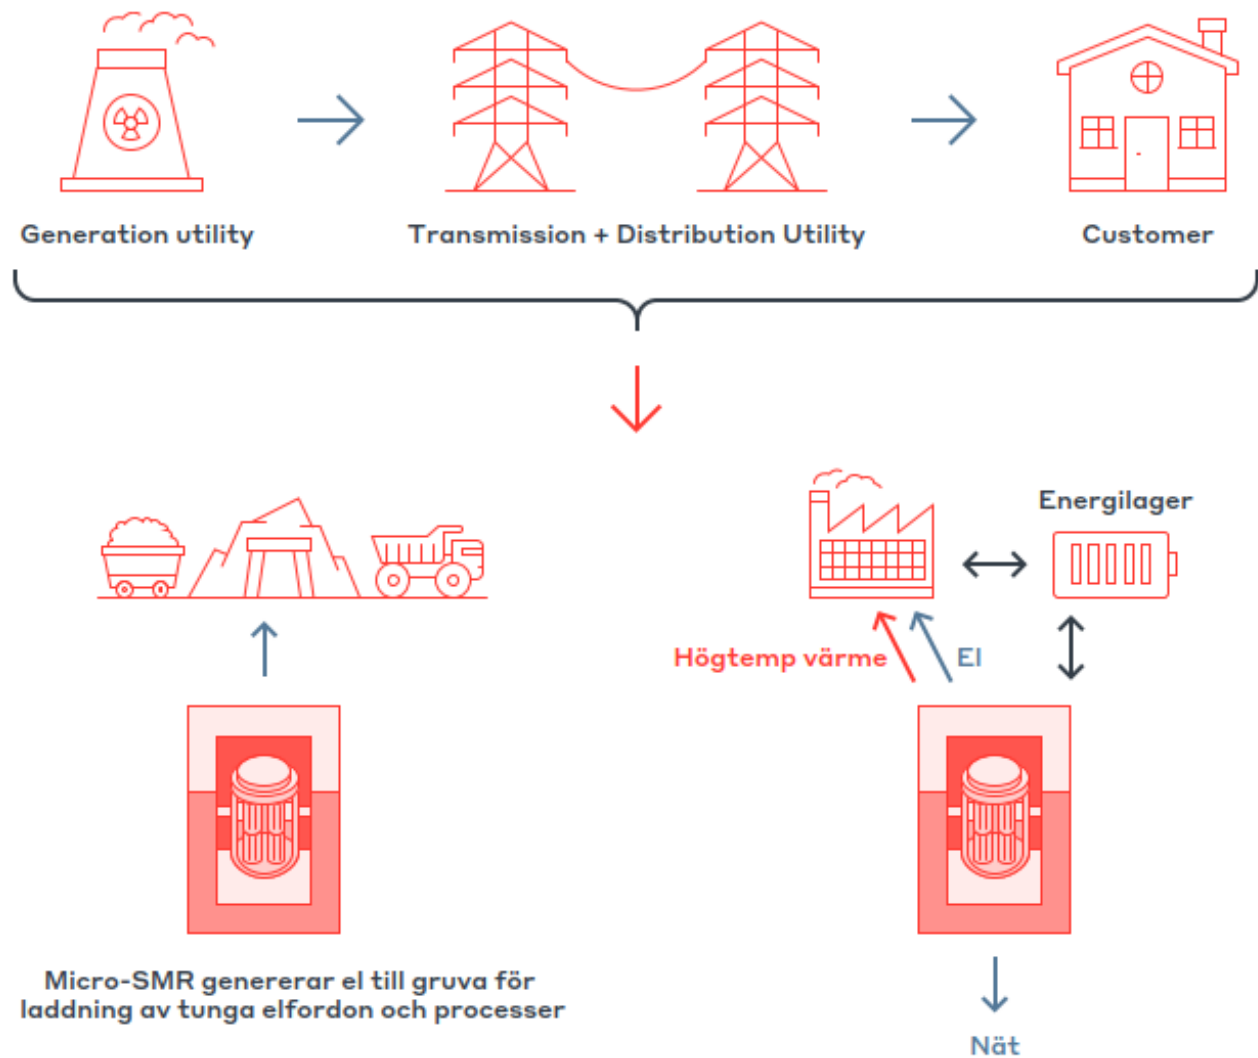 Generation utility
Transmission + Distribution Utility
Customer
Energilager
Högtemp värme
El
Micro-SMR genererar el till gruva för
laddning av tunga elfordon och processer
Nät